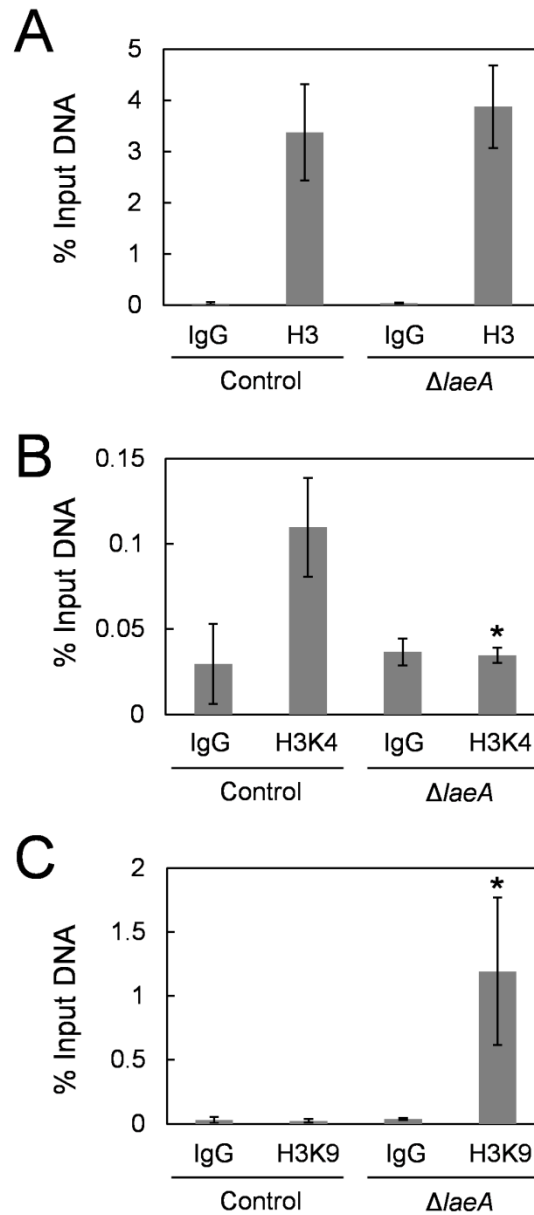 A
% Input DNA
5
4
3
2
1
0
IgG H3 IgG H3
Control ΔlaeA
B
% Input DNA
0.15
0.1
0.05
0
*
IgG H3K4 IgG H3K4
Control ΔlaeA
C
% Input DNA
2
1.5
1
0.5
0
*
IgG H3K9 IgG H3K9
Control ΔlaeA